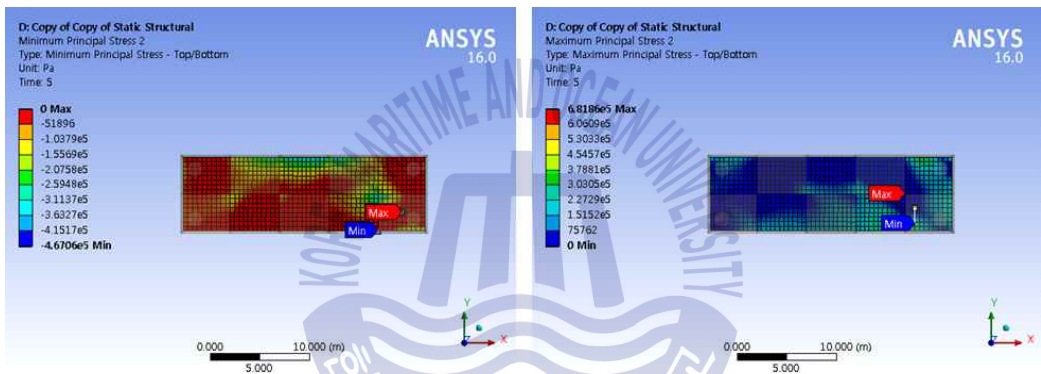 D: Copy of Copy of Static Structural
Minimum Principal Stress 2
Type: Minimum Principal Stress - Top/Bottom
Unit: Pa
Time: 5
ANSYS
16.0
0 Max
-51896
-1.0379e5
-1.5569e5
-2.0758e5
-2.5948e5
-3.1137e5
-3.6327e5
-4.1517e5
-4.6706e5 Min
Max
Min
Y
X
0.000
10.000 (m)
5.000
D: Copy of Copy of Static Structural
Maximum Principal Stress 2
Type: Maximum Principal Stress - Top/Bottom
Unit: Pa
Time: 5
ANSYS
16.0
6.8186e5 Max
6.0609e5
5.3033e5
4.5457e5
3.7881e5
3.0305e5
2.2729e5
1.5152e5
75762
0 Min
Max
Min
Y
X
0.000
10.000 (m)
5.000
MARITIME AND OCEAN UNIVERSITY